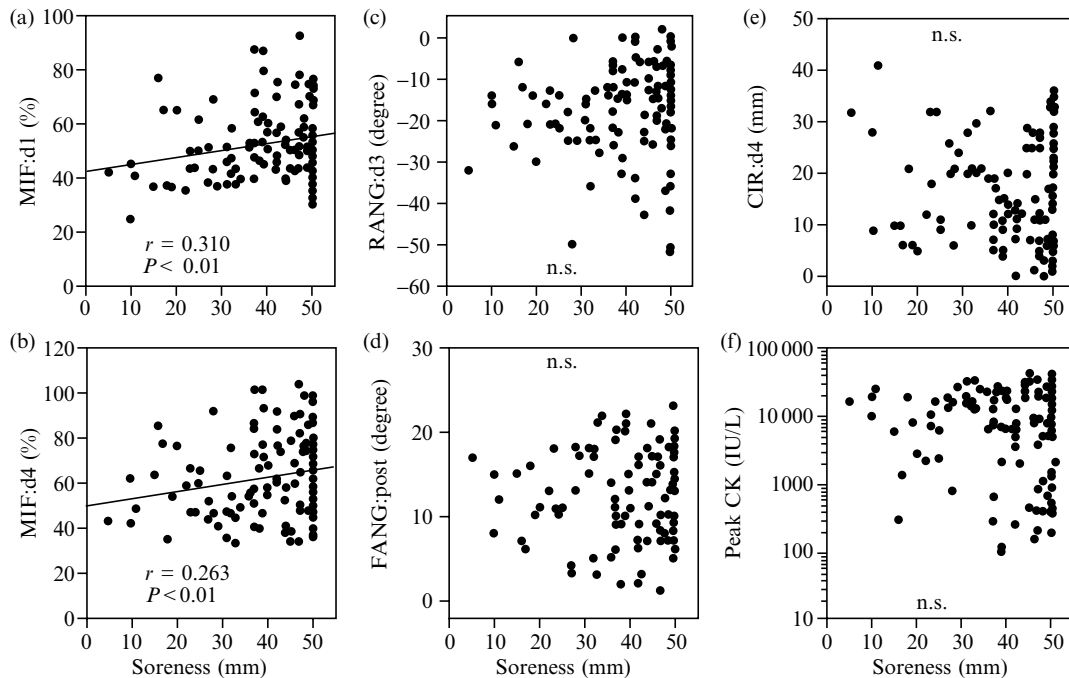 (a)
MIF:d1 (%)
100
80
60
40
20
0
0 10 20 30 40 50
r = 0.310
P < 0.01
(b)
MIF:d4 (%)
120
100
80
60
40
20
0
0 10 20 30 40 50
r = 0.263
P < 0.01
Soreness (mm)
(c)
RANG:d3 (degree)
0
−10
−20
−30
−40
−50
−60
0 10 20 30 40 50
n.s.
(d)
FANG:post (degree)
30
20
10
0
0 10 20 30 40 50
n.s.
Soreness (mm)
(e)
CIR:d4 (mm)
50
40
30
20
10
0
0 10 20 30 40 50
n.s.
(f)
Peak CK (IU/L)
100 000
10 000
1000
100
10
0 10 20 30 40 50
n.s.
Soreness (mm)